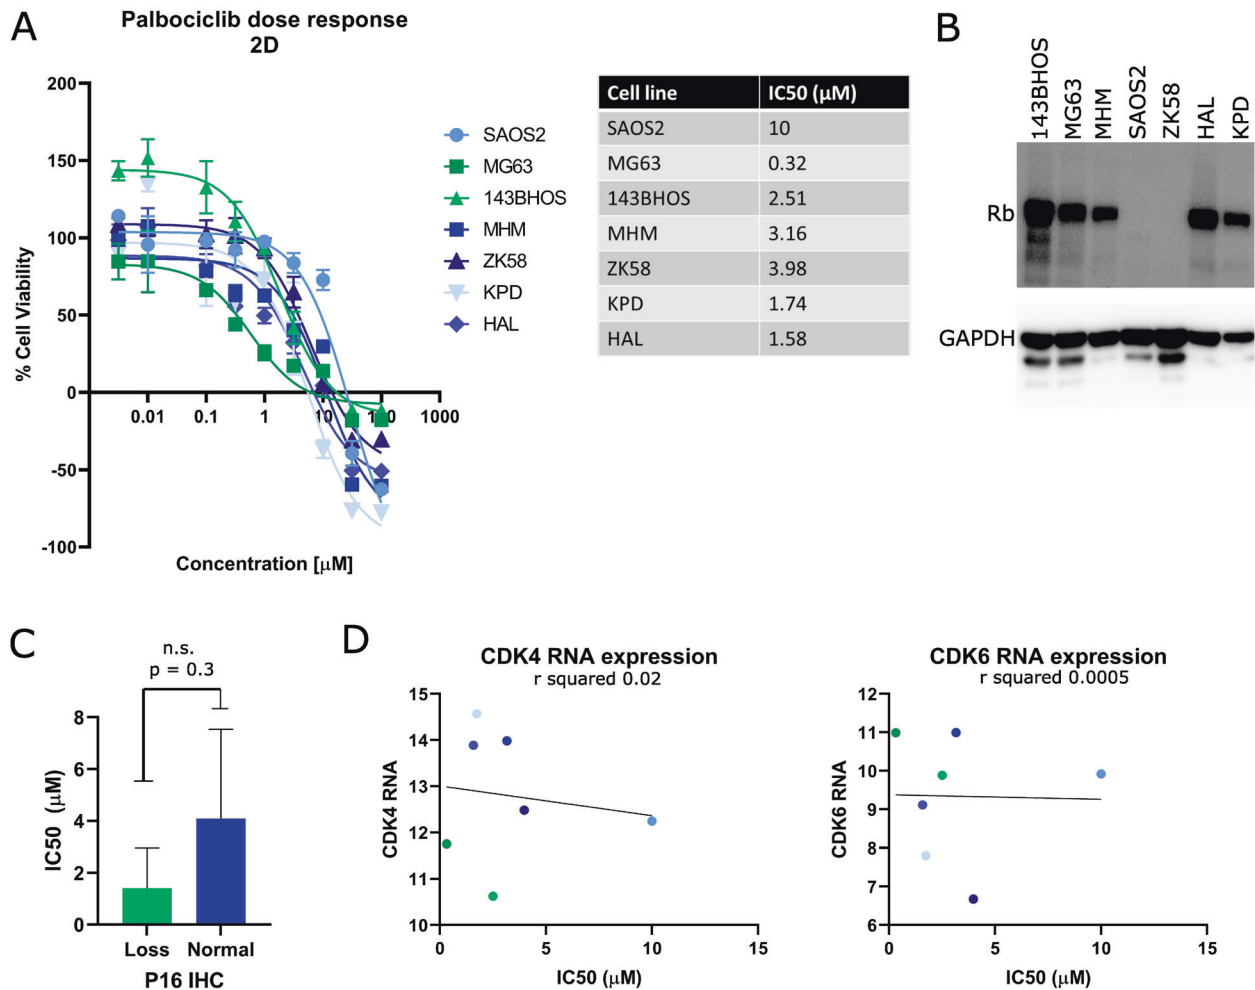 A
Palbociclib dose response
2D
200
150
100
50
0
-50
-100
% Cell Viability
0.01
0.1
1
10
1000
Concentration [μM]
SAOS2
MG63
143BHOS
MHM
ZK58
KPD
HAL
Cell line IC50 (μM)
SAOS2 10
MG63 0.32
143BHOS 2.51
MHM 3.16
ZK58 3.98
KPD 1.74
HAL 1.58
B
143BHOS
MG63
MHM
SAOS2
ZK58
HAL
KPD
Rb
GAPDH
C
n.s.
p = 0.3
8
6
4
2
0
IC50 (μM)
Loss Normal
P16 IHC
D
CDK4 RNA expression
r squared 0.02
15
14
13
12
11
10
CDK4 RNA
0 5 10 15
IC50 (μM)
CDK6 RNA expression
r squared 0.0005
12
11
10
9
8
7
6
CDK6 RNA
0 5 10 15
IC50 (μM)